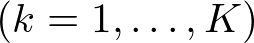 (k = 1, . . . , K)